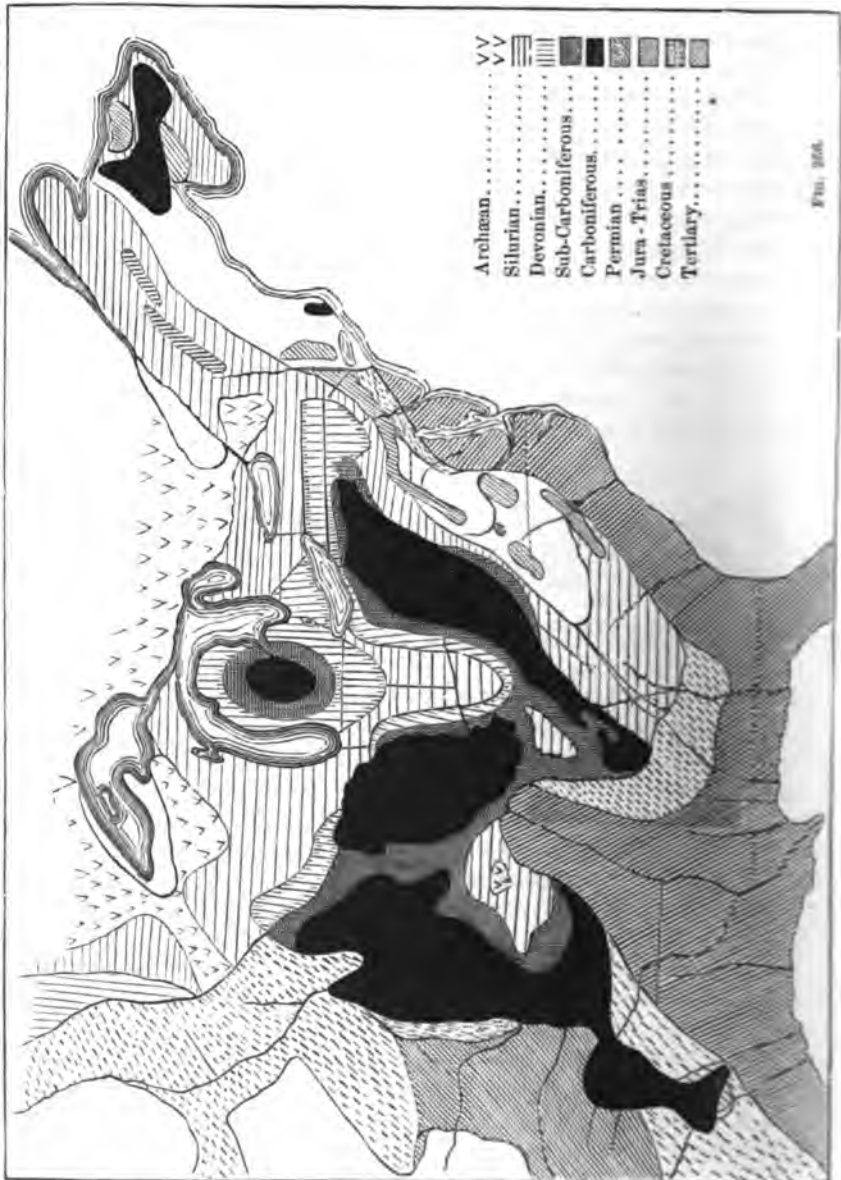 Archæan..............
Silurian..............
Devonian..............
Sub-Carboniferous....
Carboniferous........
Permian .... ........
Jura-Trias............
Cretaceous ..........
Tertiary..............